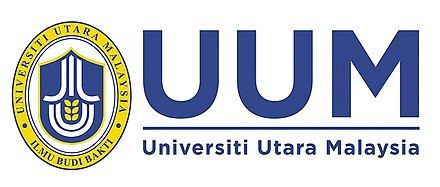 UNIVERSITI UTARA MALAYSIA
ILMU BUDI BAKTI
UUM
Universiti Utara Malaysia